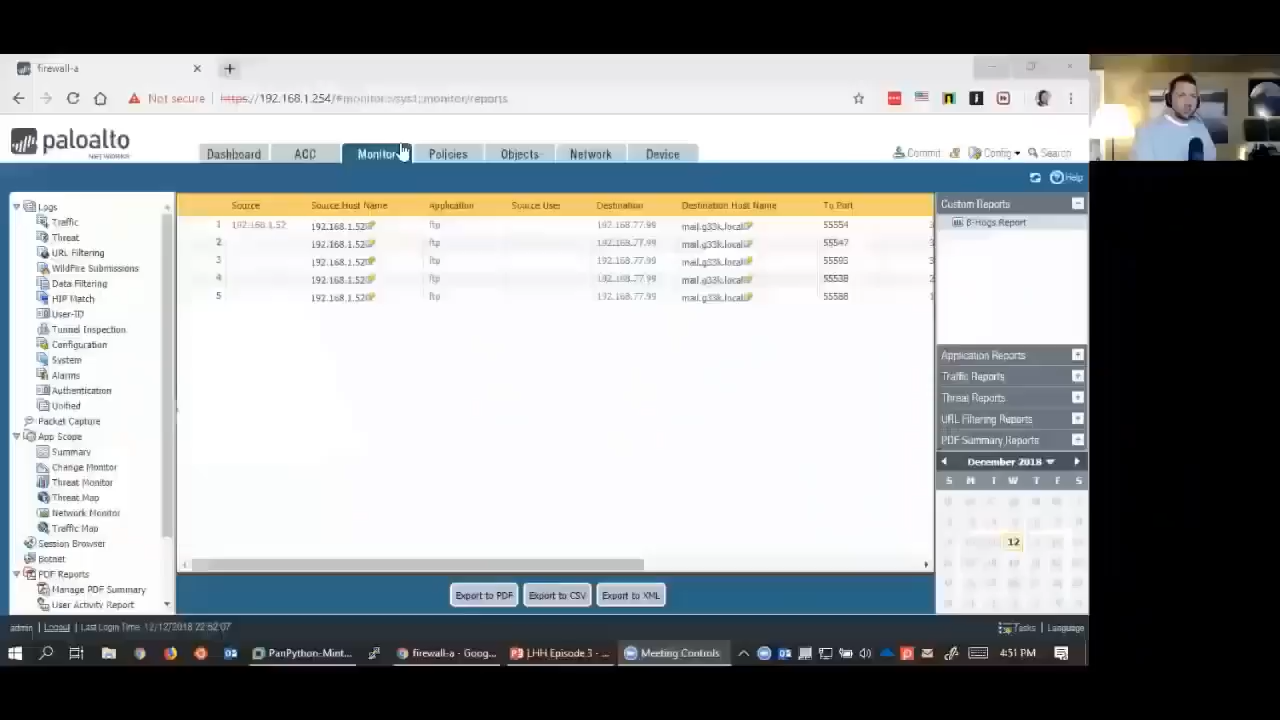 firewall-a
Not secure | https://192.168.1.254/#monitor::vsys1::monitor/reports
paloalto
NETWORKS
Dashboard ACC Monitor Policies Objects Network Device
Commit Config Search
Help
Logs
Traffic
Threat
URL Filtering
WildFire Submissions
Data Filtering
HIP Match
User-ID
Tunnel Inspection
Configuration
System
Alarms
Authentication
Unified
Packet Capture
App Scope
Summary
Change Monitor
Threat Monitor
Threat Map
Network Monitor
Traffic Map
Session Browser
Botnet
PDF Reports
Manage PDF Summary
User Activity Report
Source Source Host Name Application Source User Destination Destination Host Name To Port
1 192.168.1.52 192.168.1.52 ftp 192.168.77.99 mail.g33k.local 55554
2 192.168.1.52 ftp 192.168.77.99 mail.g33k.local 55547
3 192.168.1.52 ftp 192.168.77.99 mail.g33k.local 55593
4 192.168.1.52 ftp 192.168.77.99 mail.g33k.local 55538
5 192.168.1.52 ftp 192.168.77.99 mail.g33k.local 55588
Export to PDF Export to CSV Export to XML
Custom Reports
B-Hogs Report
Application Reports
Traffic Reports
Threat Reports
URL Filtering Reports
PDF Summary Reports
December 2018
S M T W T F S
12
admin | Logout | Last Login Time: 12/12/2018 22:52:07
Tasks | Language
PanPython-Mint... firewall-a - Goog... LHH Episode 3 - ... Meeting Controls 4:51 PM